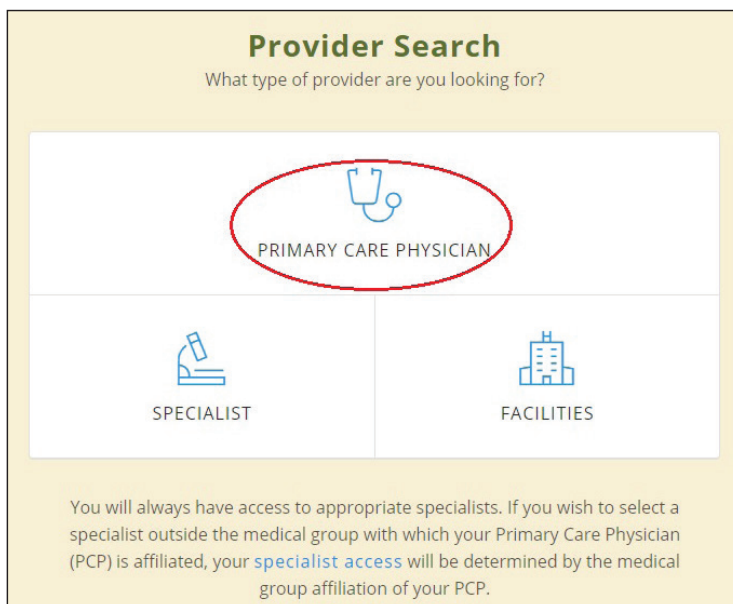 Provider Search
What type of provider are you looking for?
PRIMARY CARE PHYSICIAN
SPECIALIST
FACILITIES
You will always have access to appropriate specialists. If you wish to select a
specialist outside the medical group with which your Primary Care Physician
(PCP) is affiliated, your specialist access will be determined by the medical
group affiliation of your PCP.